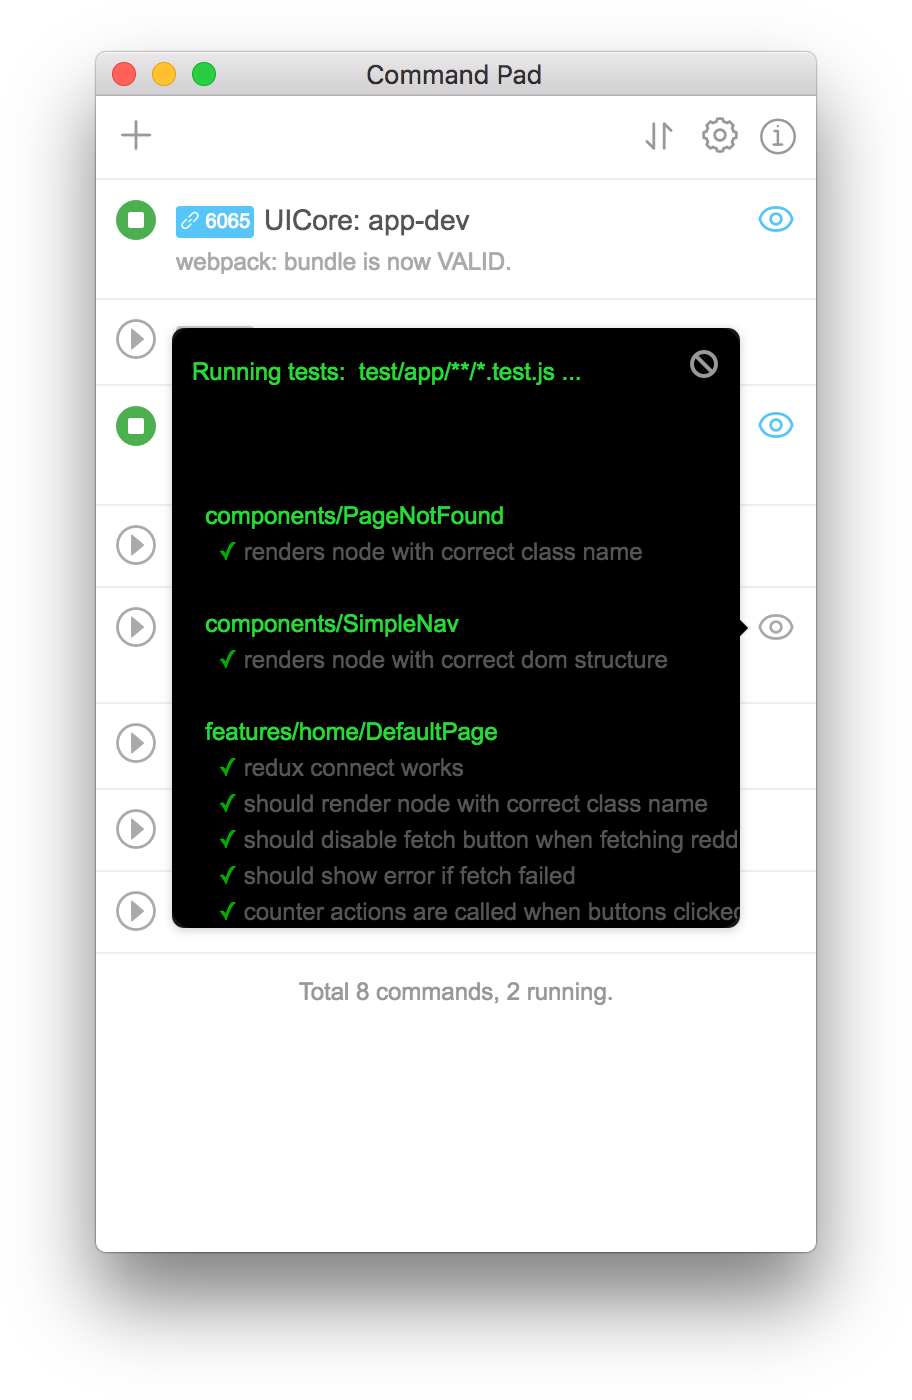 Command Pad
6065 UICore: app-dev
webpack: bundle is now VALID.
Running tests:  test/app/**/*.test.js ...
components/PageNotFound
✓ renders node with correct class name
components/SimpleNav
✓ renders node with correct dom structure
features/home/DefaultPage
✓ redux connect works
✓ should render node with correct class name
✓ should disable fetch button when fetching redd
✓ should show error if fetch failed
✓ counter actions are called when buttons clicked
Total 8 commands, 2 running.